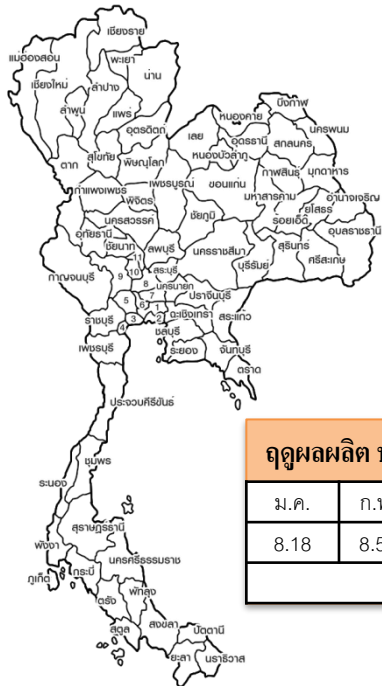 เชียงราย
แม่ฮ่องสอน
พะเยา
น่าน
เชียงใหม่
ลำปาง
ลำพูน
แพร่
อุตรดิตถ์
ตาก
สุโขทัย
พิษณุโลก
เลย
หนองคาย
บึงกาฬ
อุดรธานี
นครพนม
สกลนคร
หนองบัวลำภู
กำแพงเพชร
เพชรบูรณ์
ขอนแก่น
กาฬสินธุ์
มุกดาหาร
พิจิตร
มหาสารคาม
อำนาจเจริญ
ยโสธร
ร้อยเอ็ด
นครสวรรค์
ชัยภูมิ
อุบลราชธานี
อุทัยธานี
ชัยนาท
ลพบุรี
สุรินทร์
นครราชสีมา
บุรีรัมย์
ศรีสะเกษ
11
กาญจนบุรี
9
10
สระบุรี
8
นครนายก
ปราจีนบุรี
5
7
6
1
ฉะเชิงเทรา
สระแก้ว
ราชบุรี
3
2
4
ชลบุรี
เพชรบุรี
ระยอง
จันทบุรี
ตราด
ประจวบคีรีขันธ์
ชุมพร
ระนอง
สุราษฎร์ธานี
พังงา
นครศรีธรรมราช
ภูเก็ต
กระบี่
ตรัง
พัทลุง
สตูล
สงขลา
ปัตตานี
ยะลา
นราธิวาส
ฤดูผลผลิต
ม.ค. ก.พ
8.18 8.5